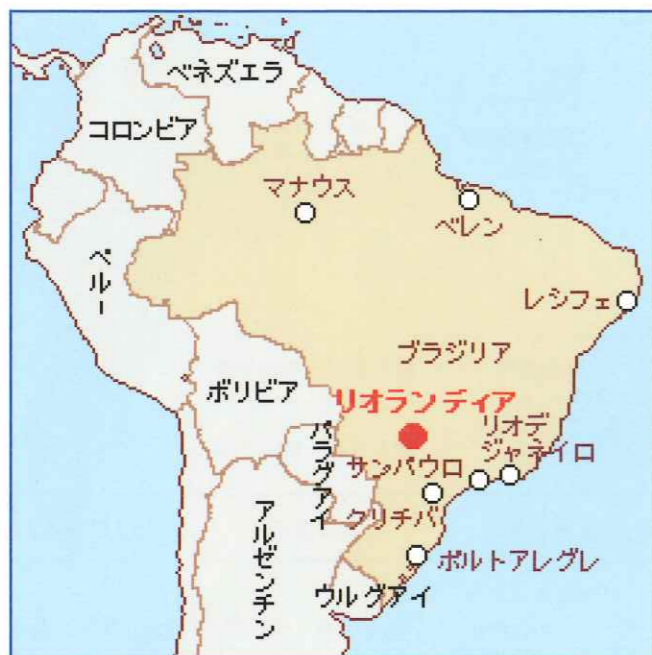 ベネズエラ
コロンビア
マナウス
ベレン
ペルー
レシフェ
ブラジリア
ボリビア
リオランディア
パラグアイ
リオデ
ジャネイロ
サンパウロ
クリチバ
アルゼンチン
ポルトアレグレ
ウルグアイ